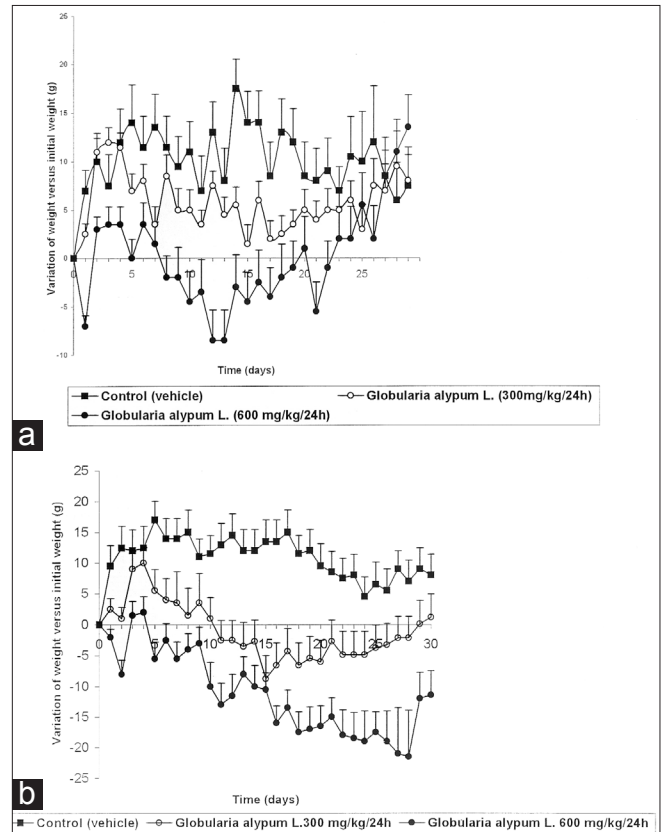 25
20
15
10
5
0
-5
-10
0
5
10
15
20
25
Variation of weight versus initial weight (g)
Time (days)
Control (vehicle)
Globularia alypum L. (300mg/kg/24h)
Globularia alypum L. (600 mg/kg/24h)
a
25
20
15
10
5
0
-5
-10
-15
-20
-25
0
5
10
15
20
25
30
Variation of weight versus initial weight (g)
Time (days)
b
Control (vehicle)
Globularia alypum L.300 mg/kg/24h
Globularia alypum L. 600 mg/kg/24h